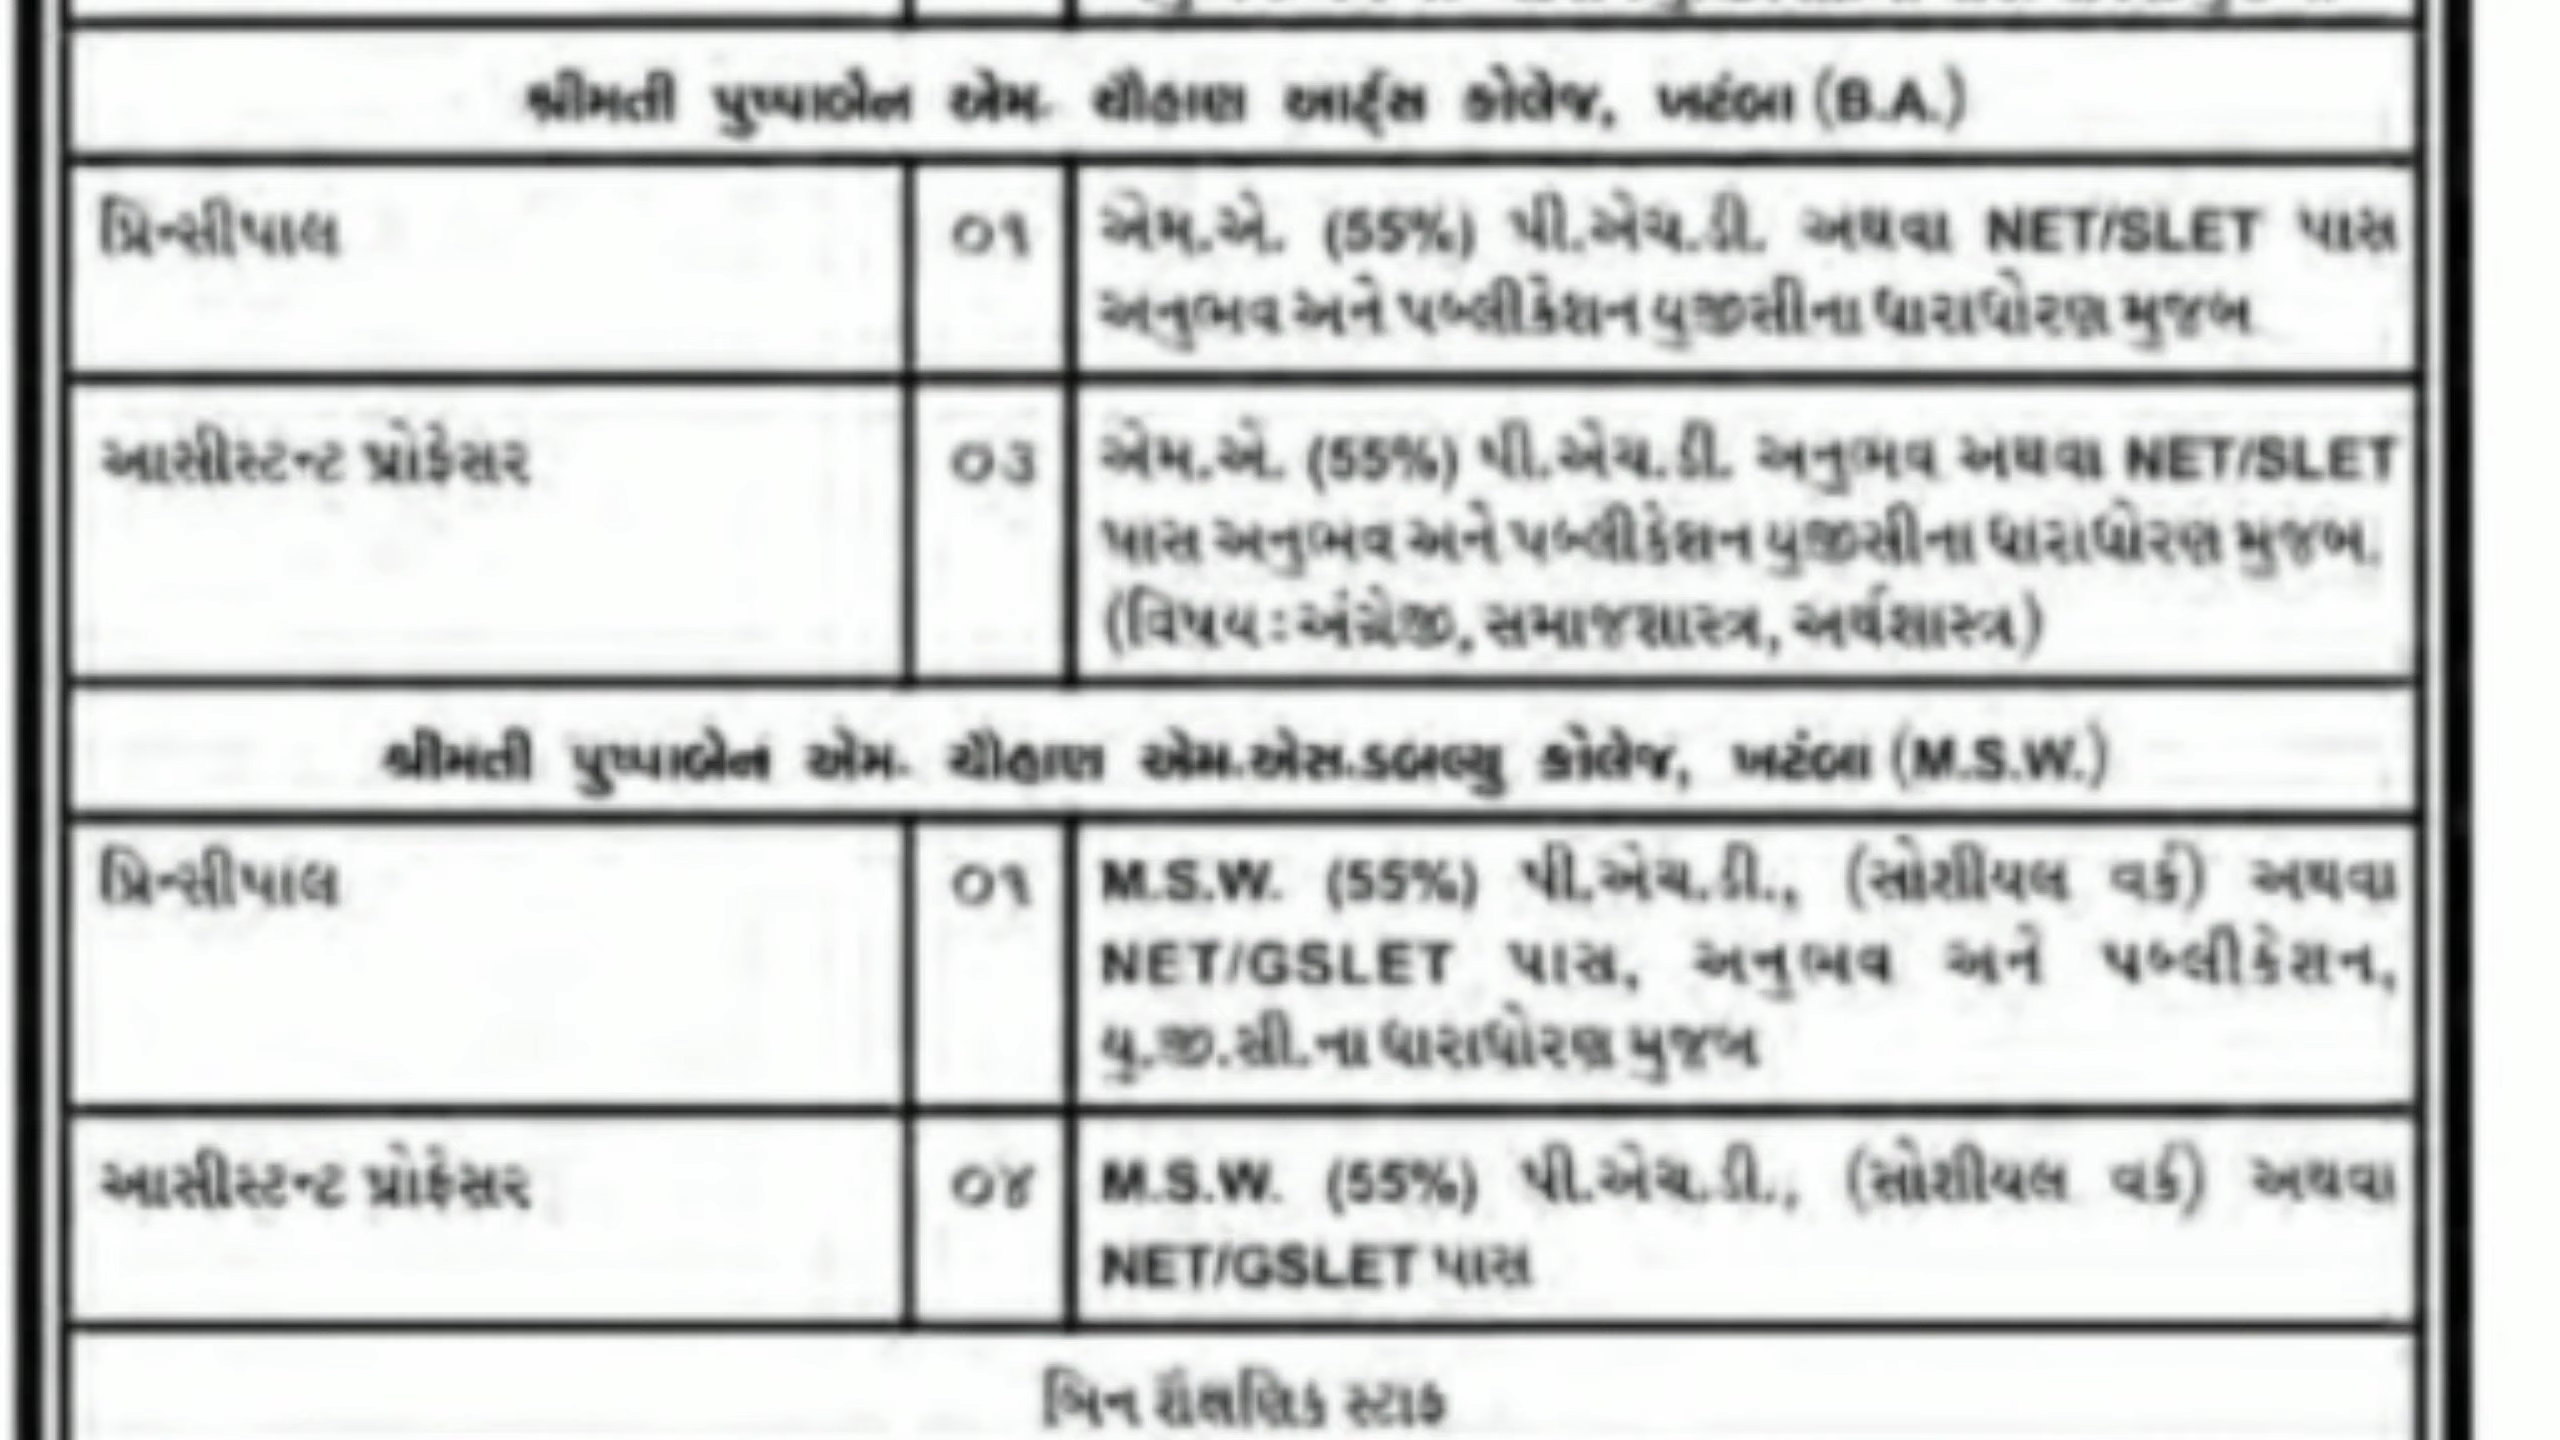 શ્રીમતી પુષ્પાબેન એમ. ચૌહાણ આર્ટ્સ કોલેજ, ખટંબા (B.A.)
પ્રિન્સીપાલ ૦૧ એમ.એ. (55%) પી.એચ.ડી. અથવા NET/SLET પાસ
અનુભવ અને પબ્લીકેશન યુજીસીના ધારાધોરણ મુજબ
આસીસ્ટન્ટ પ્રોફેસર ૦૩ એમ.એ. (55%) પી.એચ.ડી. અનુભવ અથવા NET/SLET
પાસ અનુભવ અને પબ્લીકેશન યુજીસીના ધારાધોરણ મુજબ.
(વિષય : અંગ્રેજી, સમાજશાસ્ત્ર, અર્થશાસ્ત્ર)
શ્રીમતી પુષ્પાબેન એમ. ચૌહાણ એમ.એસ.ડબલ્યુ કોલેજ, ખટંબા (M.S.W.)
પ્રિન્સીપાલ ૦૧ M.S.W. (55%) પી.એચ.ડી., (સોશીયલ વર્ક) અથવા
NET/GSLET પાસ, અનુભવ અને પબ્લીકેશન,
યુ.જી.સી.ના ધારાધોરણ મુજબ
આસીસ્ટન્ટ પ્રોફેસર ૦૪ M.S.W. (55%) પી.એચ.ડી., (સોશીયલ વર્ક) અથવા
NET/GSLET પાસ
બિન શૈક્ષણિક સ્ટાફ